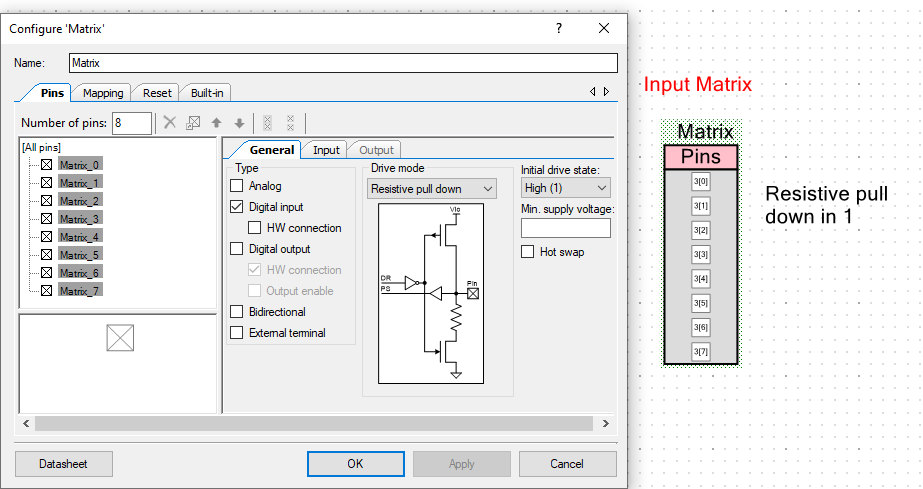 Configure 'Matrix'
?
Name:
Matrix
Pins
Mapping
Reset
Built-in
Number of pins:
8
[All pins]
Matrix_0
Matrix_1
Matrix_2
Matrix_3
Matrix_4
Matrix_5
Matrix_6
Matrix_7
General
Input
Output
Type
Analog
Digital input
HW connection
Digital output
HW connection
Output enable
Bidirectional
External terminal
Drive mode
Resistive pull down
Vio
DR
PS
Pin
Initial drive state:
High (1)
Min. supply voltage:
Hot swap
Datasheet
OK
Apply
Cancel
Input Matrix
Matrix
Pins
3[0]
3[1]
3[2]
3[3]
3[4]
3[5]
3[6]
3[7]
Resistive pull
down in 1